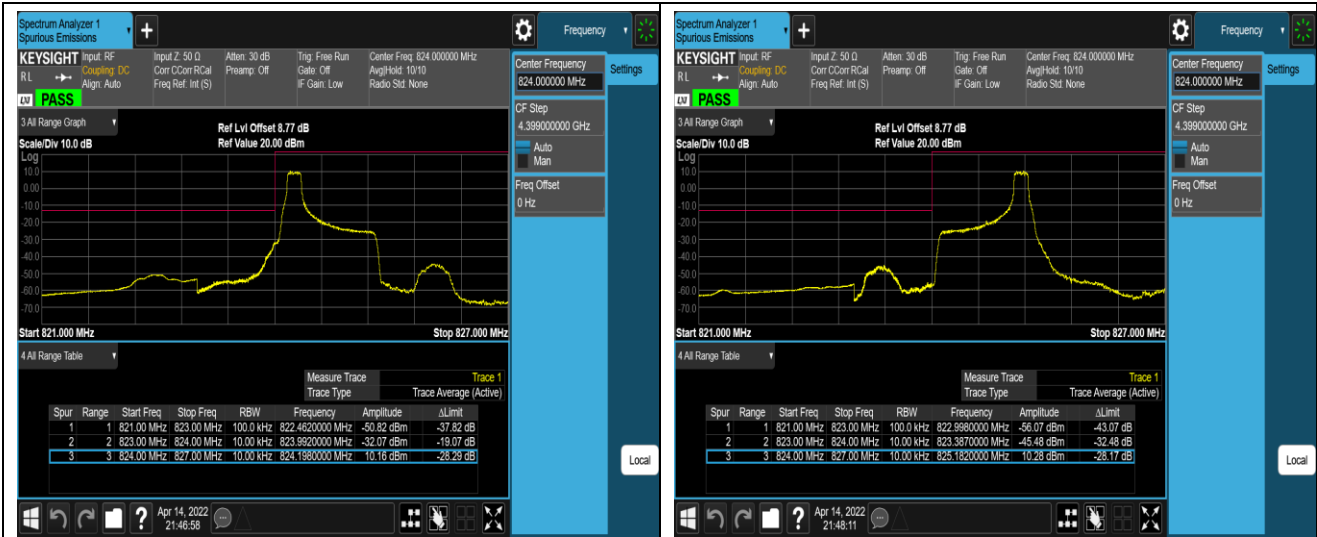 Spectrum Analyzer 1
Spurious Emissions
+
Frequency
KEYSIGHT
RL
LXI
PASS
Input: RF
Coupling: DC
Align: Auto
Input Z: 50 Ω
Corr CCorr RCal
Freq Ref: Int (S)
Atten: 30 dB
Preamp: Off
Trig: Free Run
Gate: Off
IF Gain: Low
Center Freq: 824.000000 MHz
Avg|Hold: 10/10
Radio Std: None
Center Frequency
824.000000 MHz
Settings
CF Step
4.399000000 GHz
Auto
Man
Freq Offset
0 Hz
3 All Range Graph
Scale/Div 10.0 dB
Ref Lvl Offset 8.77 dB
Ref Value 20.00 dBm
Log
10.0
0.00
-10.0
-20.0
-30.0
-40.0
-50.0
-60.0
-70.0
Start 821.000 MHz
Stop 827.000 MHz
4 All Range Table
Measure Trace Trace 1
Trace Type Trace Average (Active)
Spur Range Start Freq Stop Freq RBW Frequency Amplitude ΔLimit
1 1 821.00 MHz 823.00 MHz 100.0 kHz 822.4620000 MHz -50.82 dBm -37.82 dB
2 2 823.00 MHz 824.00 MHz 10.00 kHz 823.9920000 MHz -32.07 dBm -19.07 dB
3 3 824.00 MHz 827.00 MHz 10.00 kHz 824.1980000 MHz 10.16 dBm -28.29 dB
Local
?
Apr 14, 2022
21:46:58
Spectrum Analyzer 1
Spurious Emissions
+
Frequency
KEYSIGHT
RL
LXI
PASS
Input: RF
Coupling: DC
Align: Auto
Input Z: 50 Ω
Corr CCorr RCal
Freq Ref: Int (S)
Atten: 30 dB
Preamp: Off
Trig: Free Run
Gate: Off
IF Gain: Low
Center Freq: 824.000000 MHz
Avg|Hold: 10/10
Radio Std: None
Center Frequency
824.000000 MHz
Settings
CF Step
4.399000000 GHz
Auto
Man
Freq Offset
0 Hz
3 All Range Graph
Scale/Div 10.0 dB
Ref Lvl Offset 8.77 dB
Ref Value 20.00 dBm
Log
10.0
0.00
-10.0
-20.0
-30.0
-40.0
-50.0
-60.0
-70.0
Start 821.000 MHz
Stop 827.000 MHz
4 All Range Table
Measure Trace Trace 1
Trace Type Trace Average (Active)
Spur Range Start Freq Stop Freq RBW Frequency Amplitude ΔLimit
1 1 821.00 MHz 823.00 MHz 100.0 kHz 822.9980000 MHz -56.07 dBm -43.07 dB
2 2 823.00 MHz 824.00 MHz 10.00 kHz 823.3870000 MHz -45.48 dBm -32.48 dB
3 3 824.00 MHz 827.00 MHz 10.00 kHz 825.1820000 MHz 10.28 dBm -28.17 dB
Local
?
Apr 14, 2022
21:48:11